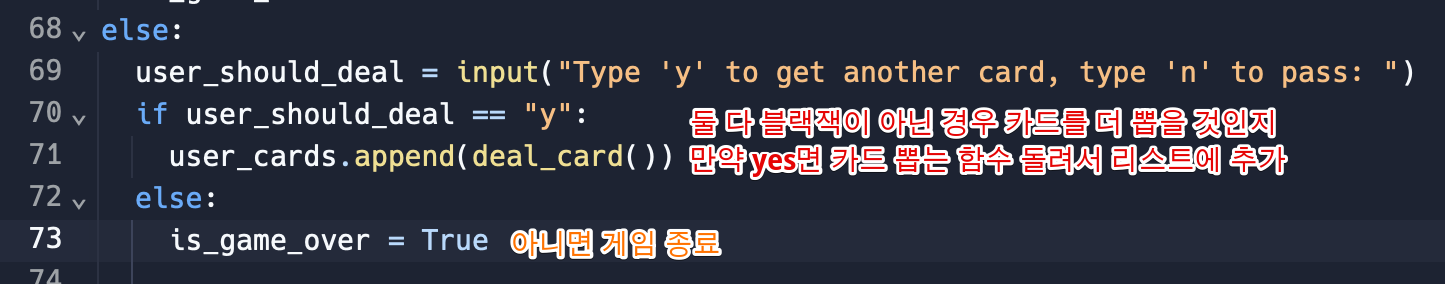 68 else:
69 user_should_deal = input("Type 'y' to get another card, type 'n' to pass: ")
70 if user_should_deal == "y": 둘 다 블랙잭이 아닌 경우 카드를 더 뽑을 것인지
71 user_cards.append(deal_card()) 만약 yes면 카드 뽑는 함수 돌려서 리스트에 추가
72 else:
73 is_game_over = True 아니면 게임 종료
74